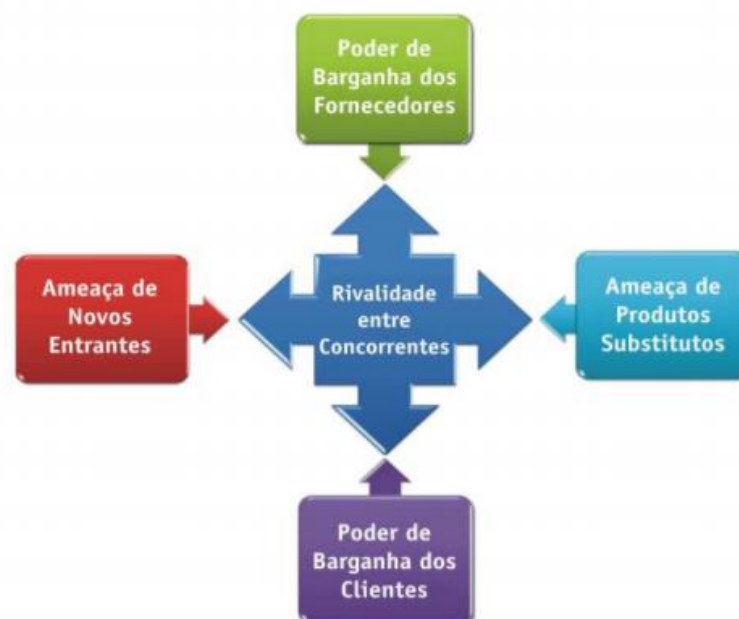 Poder de
Barganha dos
Fornecedores
Ameaça de
Novos
Entrantes
Rivalidade
entre
Concorrentes
Ameaça de
Produtos
Substitutos
Poder de
Barganha dos
Clientes